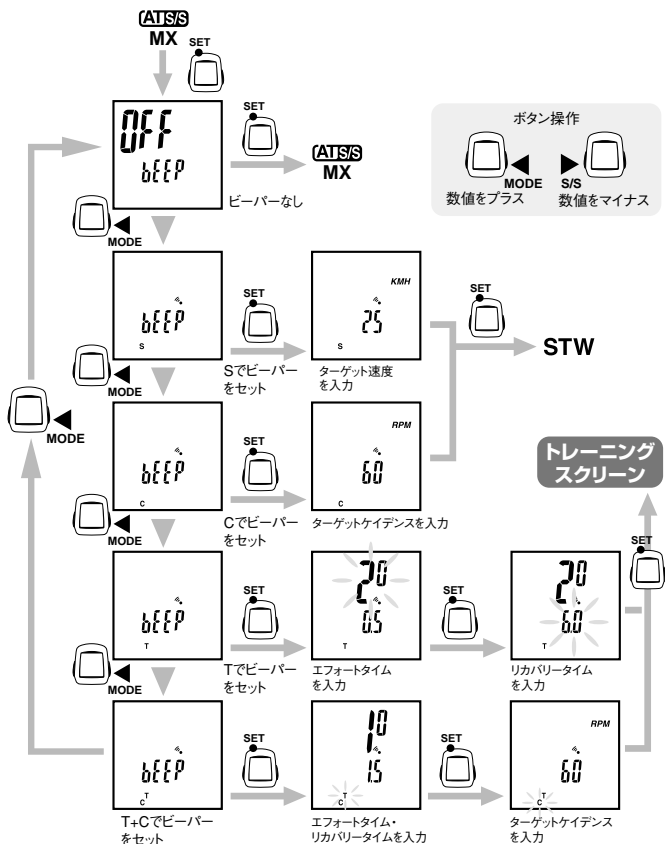 ATS/S
MX
SET
OFF
bEEP
SET
ATS/S
MX
ビーパーなし
ボタン操作
MODE
S/S
数値をプラス
数値をマイナス
MODE
bEEP
S
SET
Sでビーパー
をセット
KMH
25
S
ターゲット速度
を入力
SET
STW
MODE
MODE
bEEP
C
SET
Cでビーパー
をセット
RPM
60
C
ターゲットケイデンスを入力
トレーニング
スクリーン
MODE
bEEP
T
SET
Tでビーパー
をセット
20
0.5
T
エフォートタイム
を入力
SET
20
6.0
T
リカバリータイム
を入力
SET
MODE
bEEP
T
C
T+Cでビーパー
をセット
SET
10
1.5
T
C
エフォートタイム・
リカバリータイムを入力
SET
RPM
60
T
C
ターゲットケイデンス
を入力